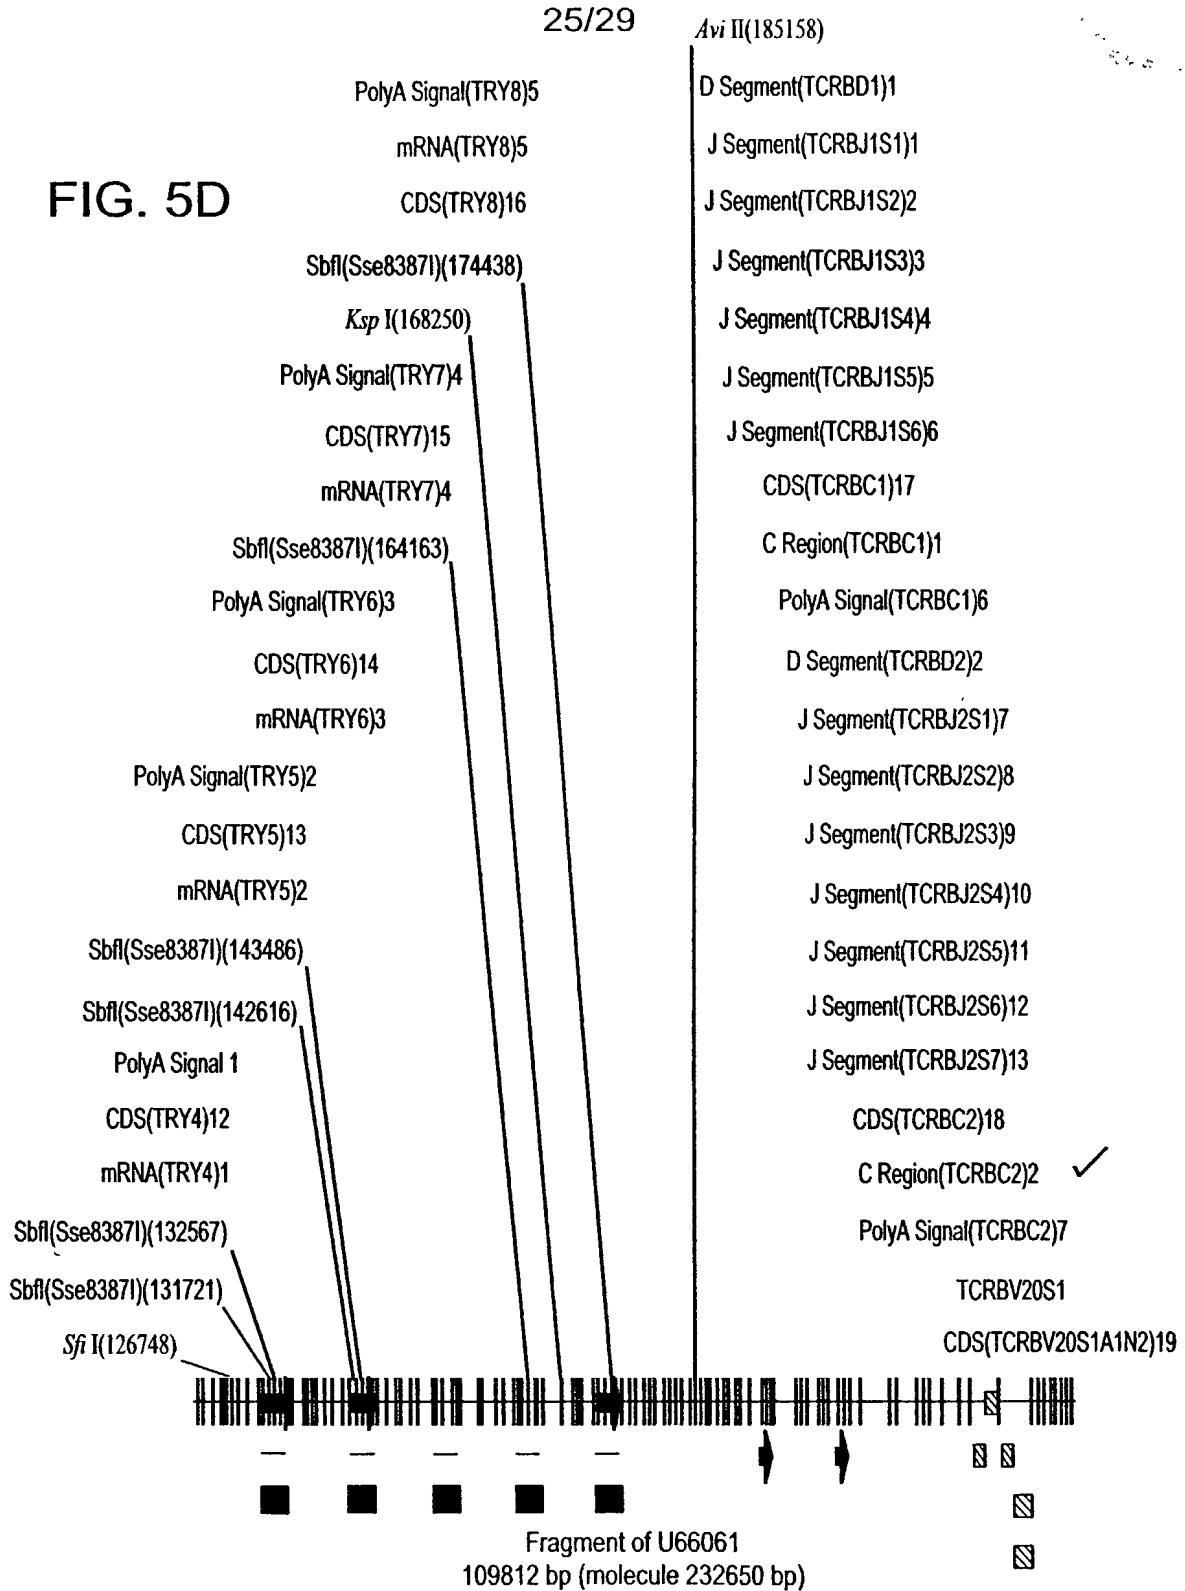 25/29
FIG. 5D
PolyA Signal(TRY8)5
mRNA(TRY8)5
CDS(TRY8)16
SbfI(Sse8387I)(174438)
Ksp I(168250)
PolyA Signal(TRY7)4
CDS(TRY7)15
mRNA(TRY7)4
SbfI(Sse8387I)(164163)
PolyA Signal(TRY6)3
CDS(TRY6)14
mRNA(TRY6)3
PolyA Signal(TRY5)2
CDS(TRY5)13
mRNA(TRY5)2
SbfI(Sse8387I)(143486)
SbfI(Sse8387I)(142616)
PolyA Signal 1
CDS(TRY4)12
mRNA(TRY4)1
SbfI(Sse8387I)(132567)
SbfI(Sse8387I)(131721)
Sfi I(126748)
Avi II(185158)
D Segment(TCRBD1)1
J Segment(TCRBJ1S1)1
J Segment(TCRBJ1S2)2
J Segment(TCRBJ1S3)3
J Segment(TCRBJ1S4)4
J Segment(TCRBJ1S5)5
J Segment(TCRBJ1S6)6
CDS(TCRBC1)17
C Region(TCRBC1)1
PolyA Signal(TCRBC1)6
D Segment(TCRBD2)2
J Segment(TCRBJ2S1)7
J Segment(TCRBJ2S2)8
J Segment(TCRBJ2S3)9
J Segment(TCRBJ2S4)10
J Segment(TCRBJ2S5)11
J Segment(TCRBJ2S6)12
J Segment(TCRBJ2S7)13
CDS(TCRBC2)18
C Region(TCRBC2)2 ✓
PolyA Signal(TCRBC2)7
TCRBV20S1
CDS(TCRBV20S1A1N2)19
Fragment of U66061
109812 bp (molecule 232650 bp)